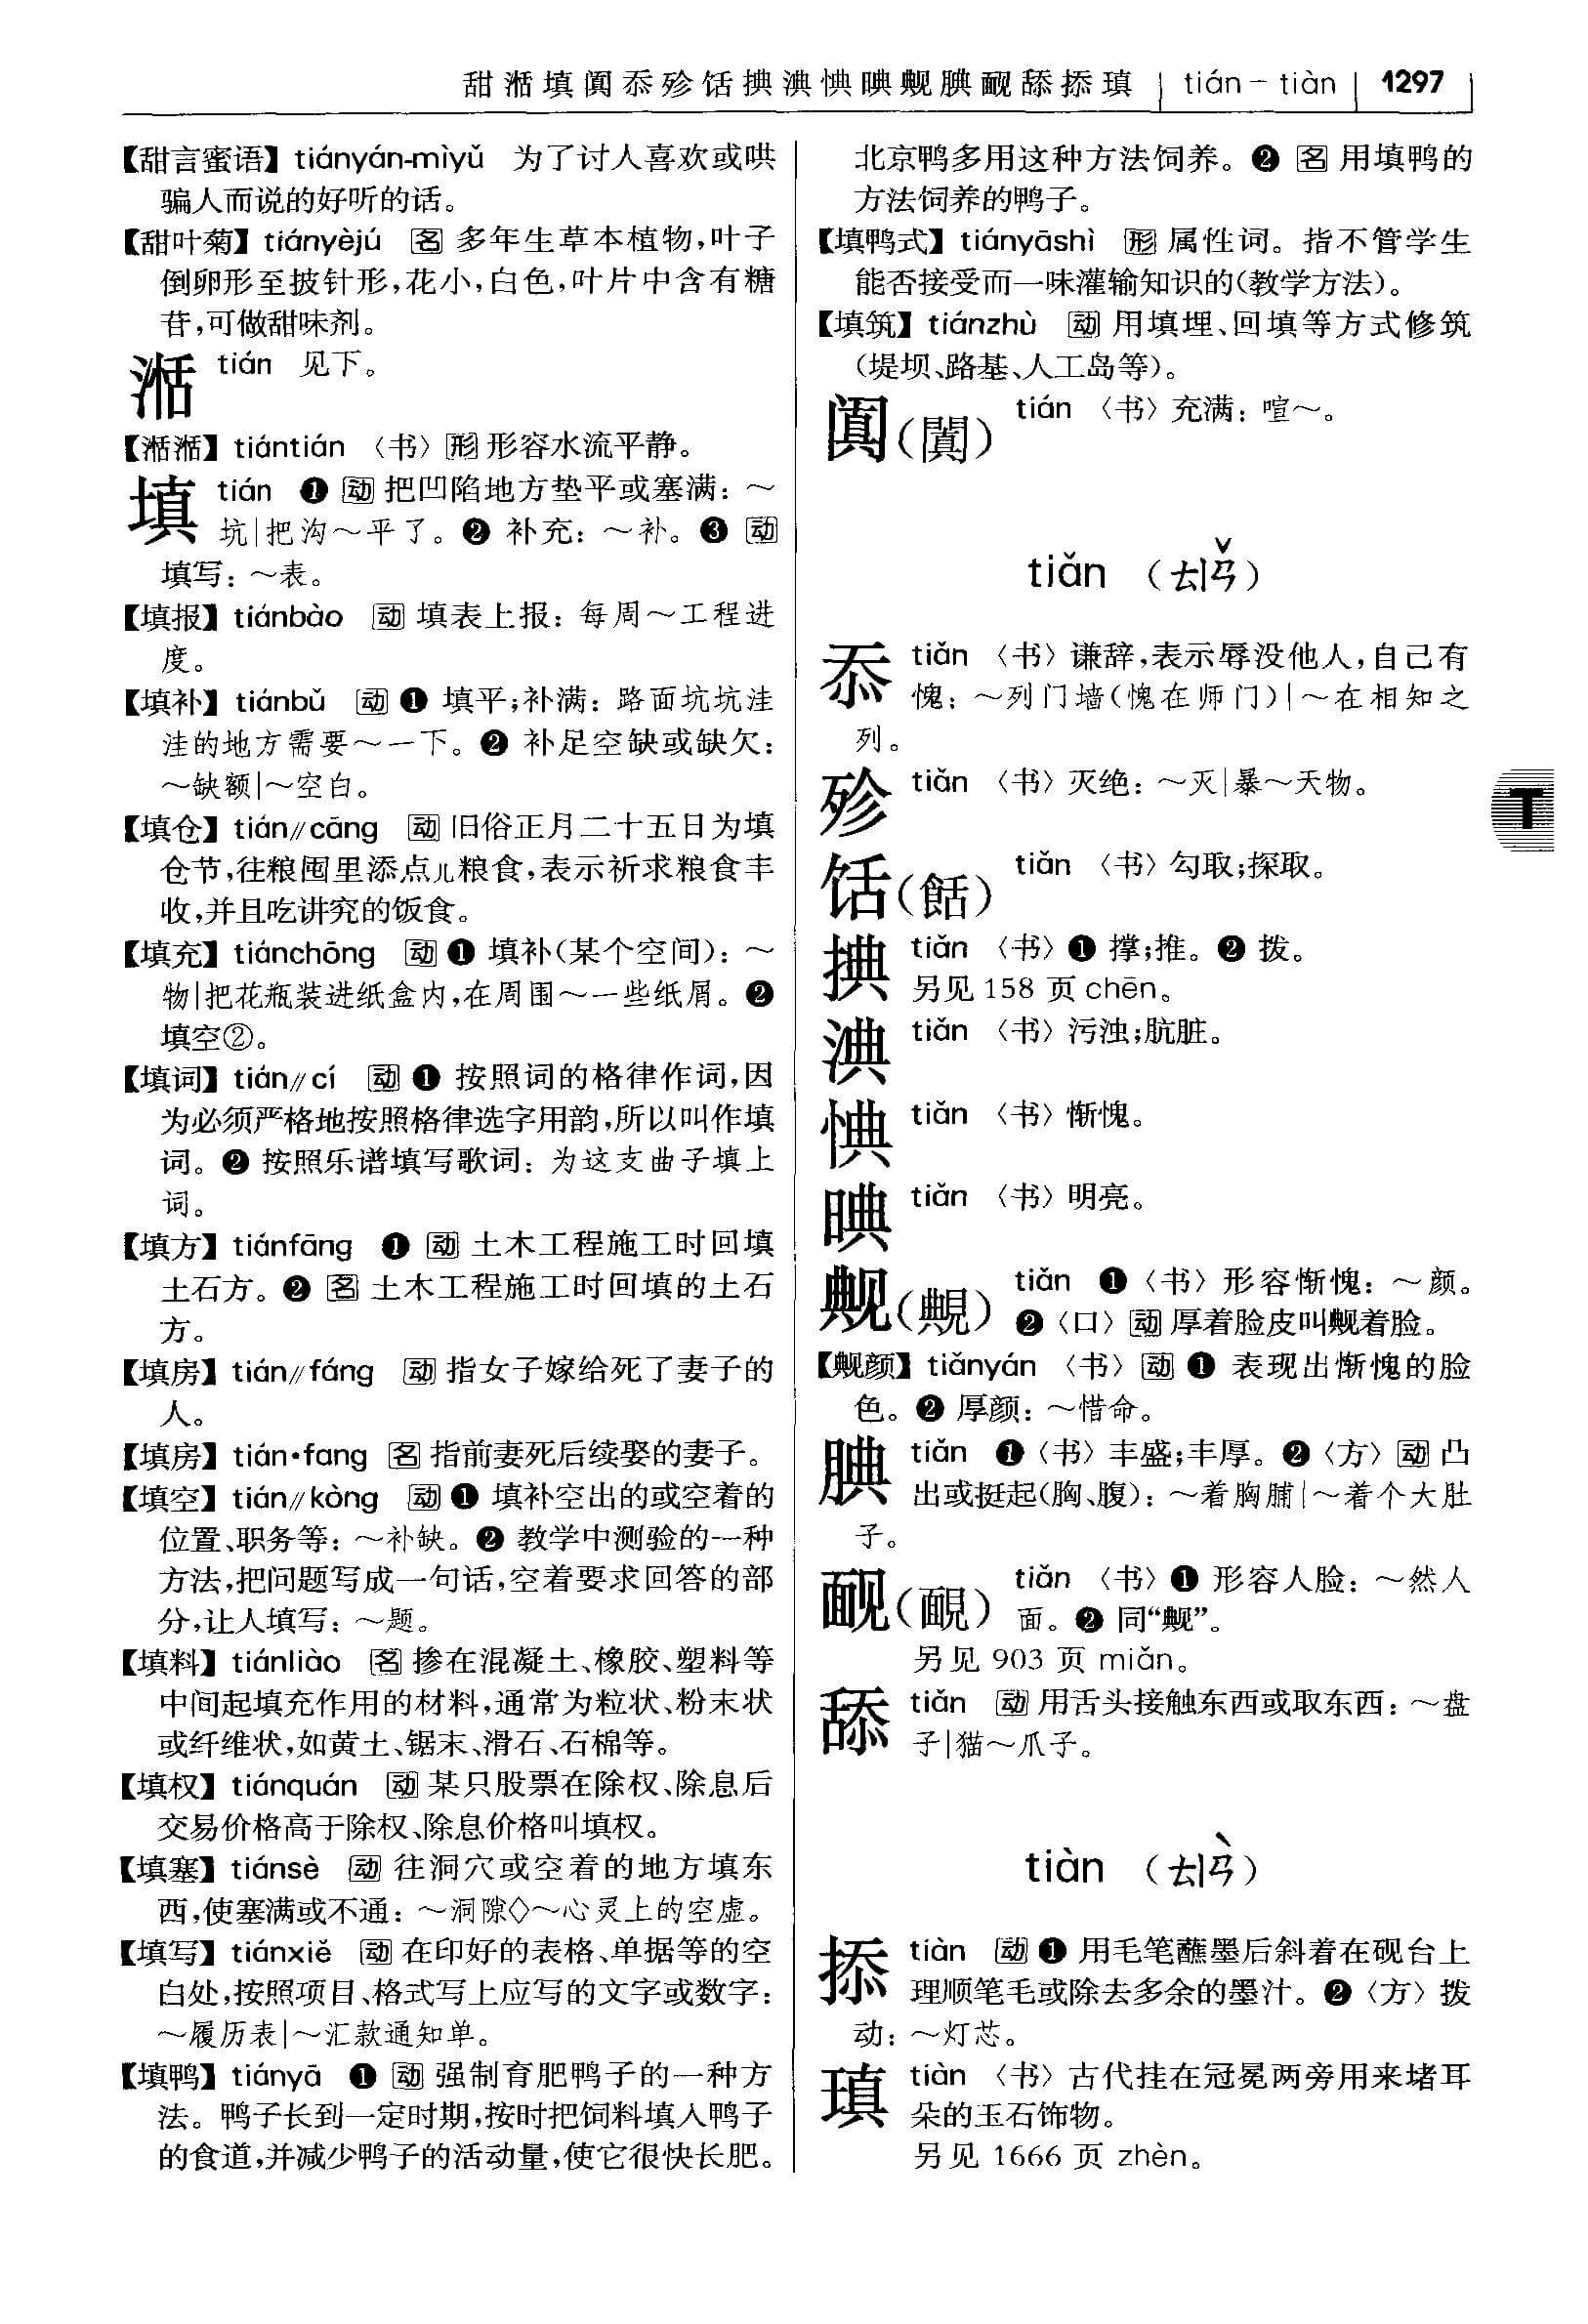 甜湉填阗忝殄饣舌捵淟惧晪觍腆靦舔掭瑱 tián－tiàn 1297
【甜言蜜语】tiányán-mìyǔ 为了讨人喜欢或哄
骗人而说的好听的话。
【甜叶菊】tiányèjú 名 多年生草本植物,叶子
倒卵形至披针形,花小,白色,叶片中含有糖
苷,可做甜味剂。
湉 tián 见下。
【湉湉】tiántián 〈书〉形 形容水流平静。
填 tián ❶ 动 把凹陷地方垫平或塞满：～
坑|把沟～平了。❷ 补充：～补。❸ 动
填写：～表。
【填报】tiánbào 动 填表上报：每周～工程进
度。
【填补】tiánbǔ 动 ❶ 填平;补满：路面坑坑洼
洼的地方需要～一下。❷ 补足空缺或缺欠：
～缺额|～空白。
【填仓】tián//cāng 动 旧俗正月二十五日为填
仓节,往粮囤里添点儿粮食,表示祈求粮食丰
收,并且吃讲究的饭食。
【填充】tiánchōng 动 ❶ 填补(某个空间)：～
物|把花瓶装进纸盒内,在周围～一些纸屑。❷
填空②。
【填词】tián//cí 动 ❶ 按照词的格律作词,因
为必须严格地按照格律选字用韵,所以叫作填
词。❷ 按照乐谱填写歌词：为这支曲子填上
词。
【填方】tiánfāng ❶ 动 土木工程施工时回填
土石方。❷ 名 土木工程施工时回填的土石
方。
【填房】tián//fáng 动 指女子嫁给死了妻子的
人。
【填房】tián•fang 名 指前妻死后续娶的妻子。
【填空】tián//kòng 动 ❶ 填补空出的或空着的
位置、职务等：～补缺。❷ 教学中测验的一种
方法,把问题写成一句话,空着要求回答的部
分,让人填写：～题。
【填料】tiánliào 名 掺在混凝土、橡胶、塑料等
中间起填充作用的材料,通常为粒状、粉末状
或纤维状,如黄土、锯末、滑石、石棉等。
【填权】tiánquán 动 某只股票在除权、除息后
交易价格高于除权、除息价格叫填权。
【填塞】tiánsè 动 往洞穴或空着的地方填东
西,使塞满或不通：～洞隙◇～心灵上的空虚。
【填写】tiánxiě 动 在印好的表格、单据等的空
白处,按照项目、格式写上应写的文字或数字：
～履历表|～汇款通知单。
【填鸭】tiányā ❶ 动 强制育肥鸭子的一种方
法。鸭子长到一定时期,按时把饲料填入鸭子
的食道,并减少鸭子的活动量,使它很快长肥。
北京鸭多用这种方法饲养。❷ 名 用填鸭的
方法饲养的鸭子。
【填鸭式】tiányāshì 形 属性词。指不管学生
能否接受而一味灌输知识的(教学方法)。
【填筑】tiánzhù 动 用填埋、回填等方式修筑
(堤坝、路基、人工岛等)。
阗(闐) tián 〈书〉充满：喧～。
tiǎn (ㄊㄧㄢˇ)
忝 tiǎn 〈书〉谦辞,表示辱没他人,自己有
愧：～列门墙(愧在师门)|～在相知之
列。
殄 tiǎn 〈书〉灭绝：～灭|暴～天物。
𫗧(餂) tiǎn 〈书〉勾取;探取。
捵 tiǎn 〈书〉❶ 撑;推。❷ 拨。
另见 158 页 chēn。
淟 tiǎn 〈书〉污浊;肮脏。
惧 tiǎn 〈书〉惭愧。
晪 tiǎn 〈书〉明亮。
觍(覥) tiǎn ❶〈书〉形容惭愧：～颜。
❷〈口〉动 厚着脸皮叫觍着脸。
【觍颜】tiǎnyán 〈书〉动 ❶ 表现出惭愧的脸
色。❷ 厚颜：～惜命。
腆 tiǎn ❶〈书〉丰盛;丰厚。❷〈方〉动 凸
出或挺起(胸、腹)：～着胸脯|～着个大肚
子。
𩈃(靦) tiǎn 〈书〉❶ 形容人脸：～然人
面。❷ 同“觍”。
另见 903 页 miǎn。
舔 tiǎn 动 用舌头接触东西或取东西：～盘
子|猫～爪子。
tiàn (ㄊㄧㄢˋ)
掭 tiàn 动 ❶ 用毛笔蘸墨后斜着在砚台上
理顺笔毛或除去多余的墨汁。❷〈方〉拨
动：～灯芯。
瑱 tiàn 〈书〉古代挂在冠冕两旁用来堵耳
朵的玉石饰物。
另见 1666 页 zhèn。
T